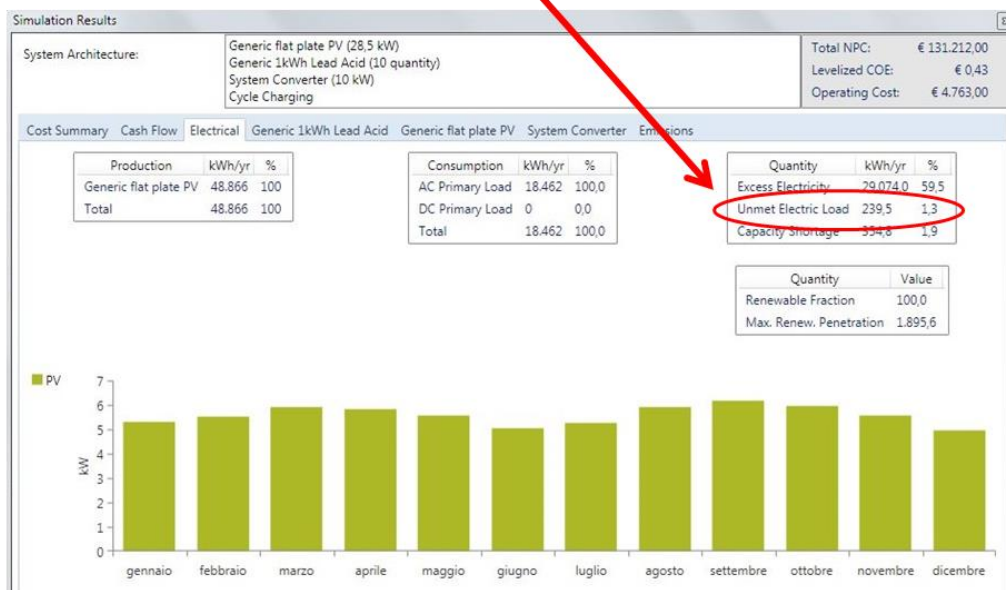 Simulation Results
System Architecture:
Generic flat plate PV (28,5 kW)
Generic 1kWh Lead Acid (10 quantity)
System Converter (10 kW)
Cycle Charging
Total NPC: € 131.212,00
Levelized COE: € 0,43
Operating Cost: € 4.763,00
Cost Summary Cash Flow Electrical Generic 1kWh Lead Acid Generic flat plate PV System Converter Emissions
Production kWh/yr %
Generic flat plate PV 48.866 100
Total 48.866 100
Consumption kWh/yr %
AC Primary Load 18.462 100,0
DC Primary Load 0 0,0
Total 18.462 100,0
Quantity kWh/yr %
Excess Electricity 29.074,0 59,5
Unmet Electric Load 239,5 1,3
Capacity Shortage 354,8 1,9
Quantity Value
Renewable Fraction 100,0
Max. Renew. Penetration 1.895,6
PV
kW
7
6
5
4
3
2
1
0
gennaio febbraio marzo aprile maggio giugno luglio agosto settembre ottobre novembre dicembre